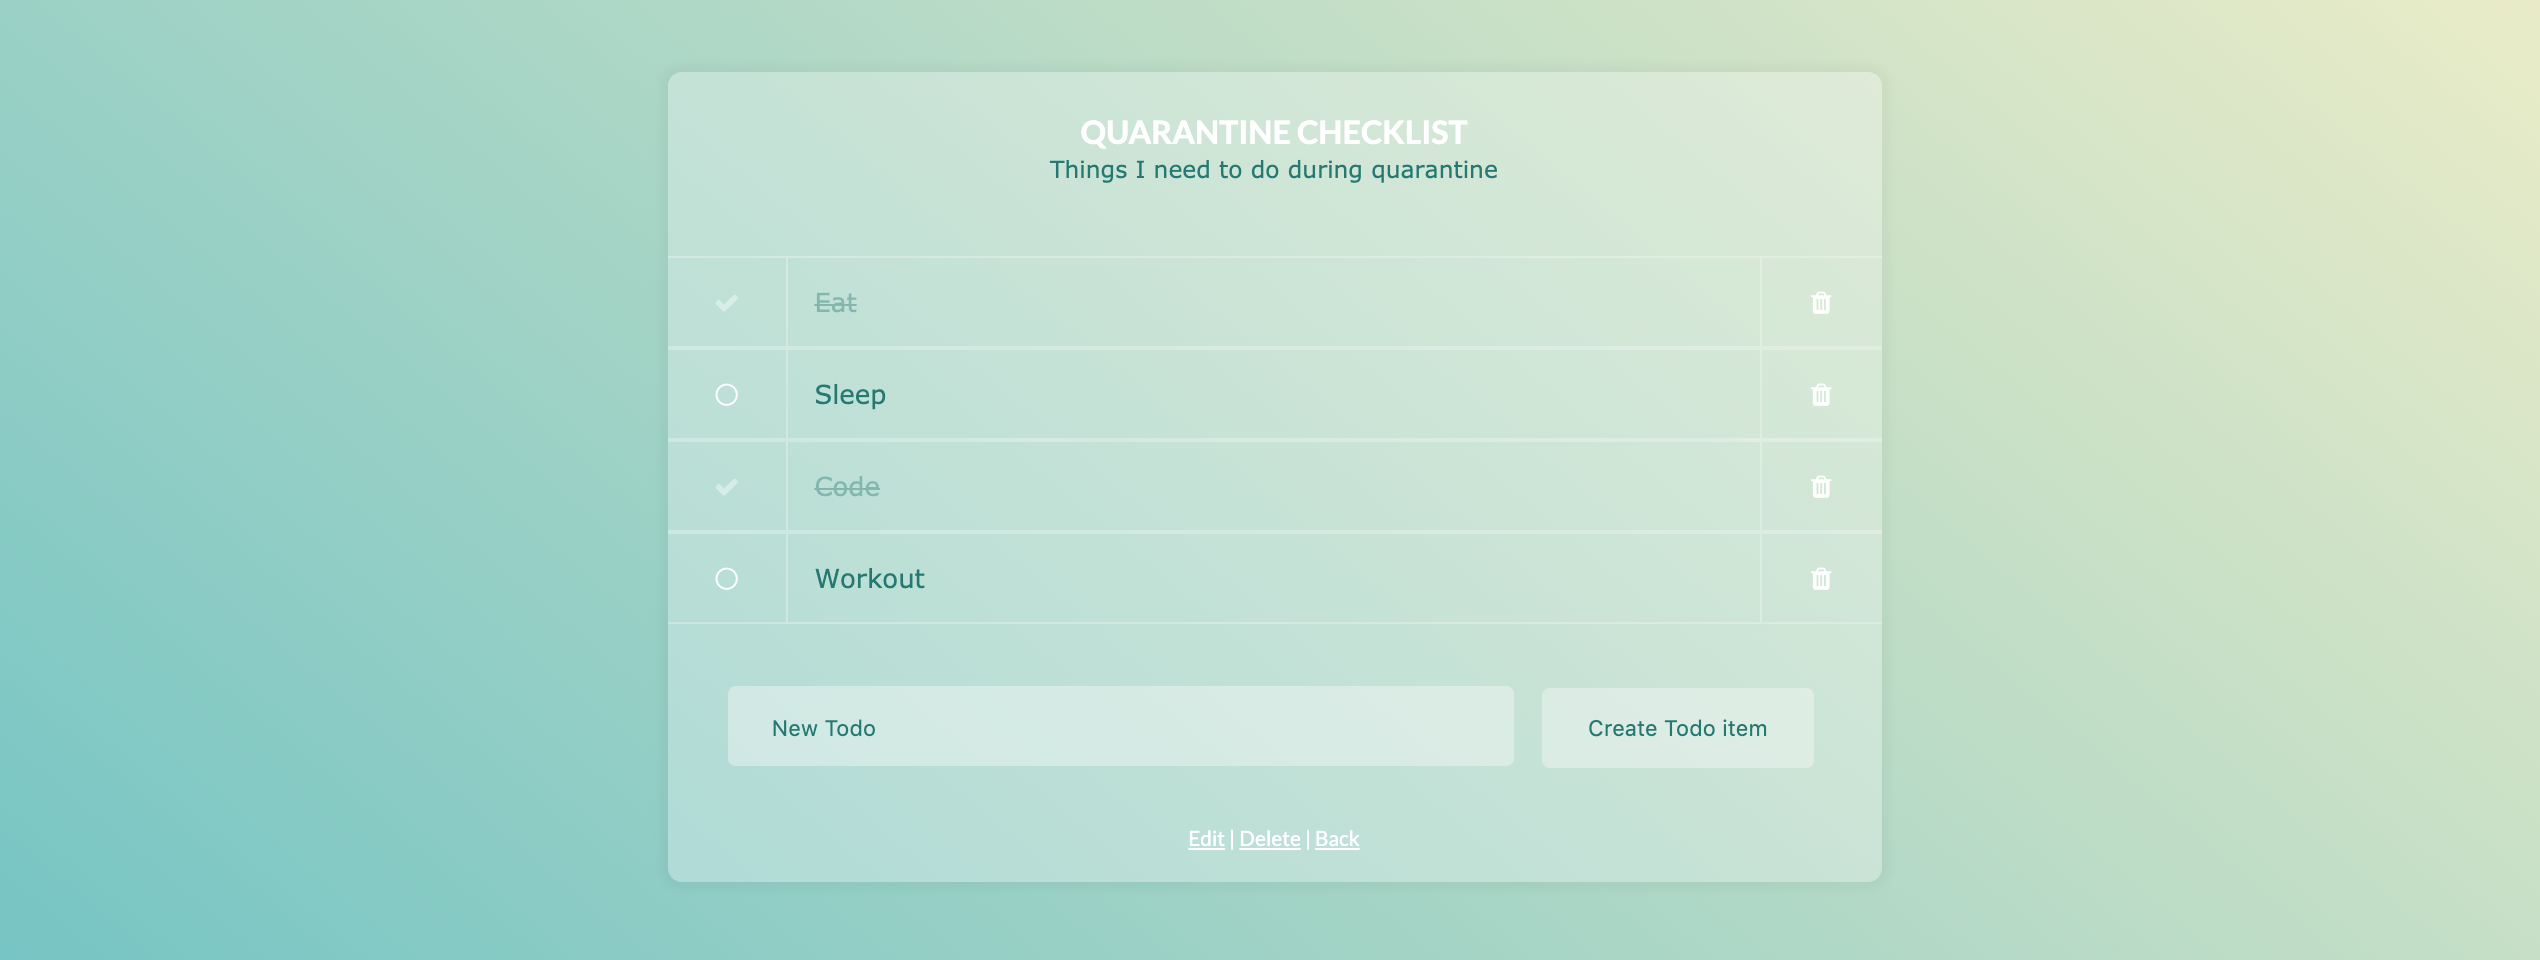 QUARANTINE CHECKLIST
Things I need to do during quarantine
Eat
Sleep
Code
Workout
New Todo
Create Todo item
Edit | Delete | Back